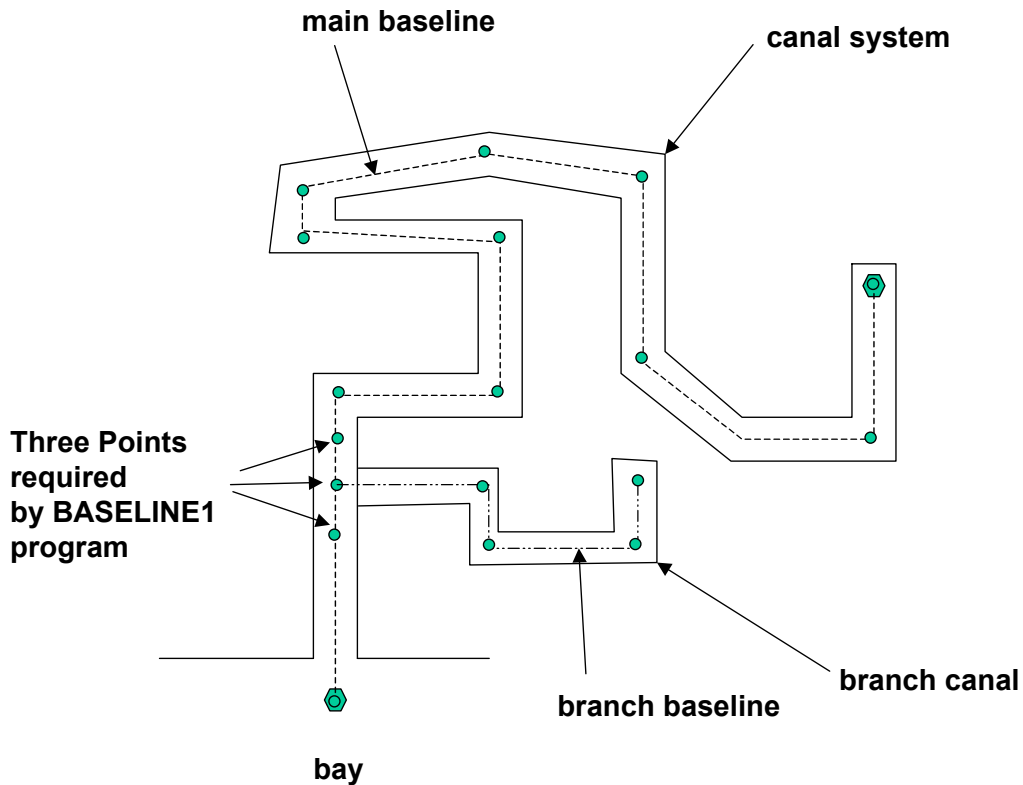 main baseline
canal system
Three Points
required
by BASELINE1
program
branch canal
branch baseline
bay